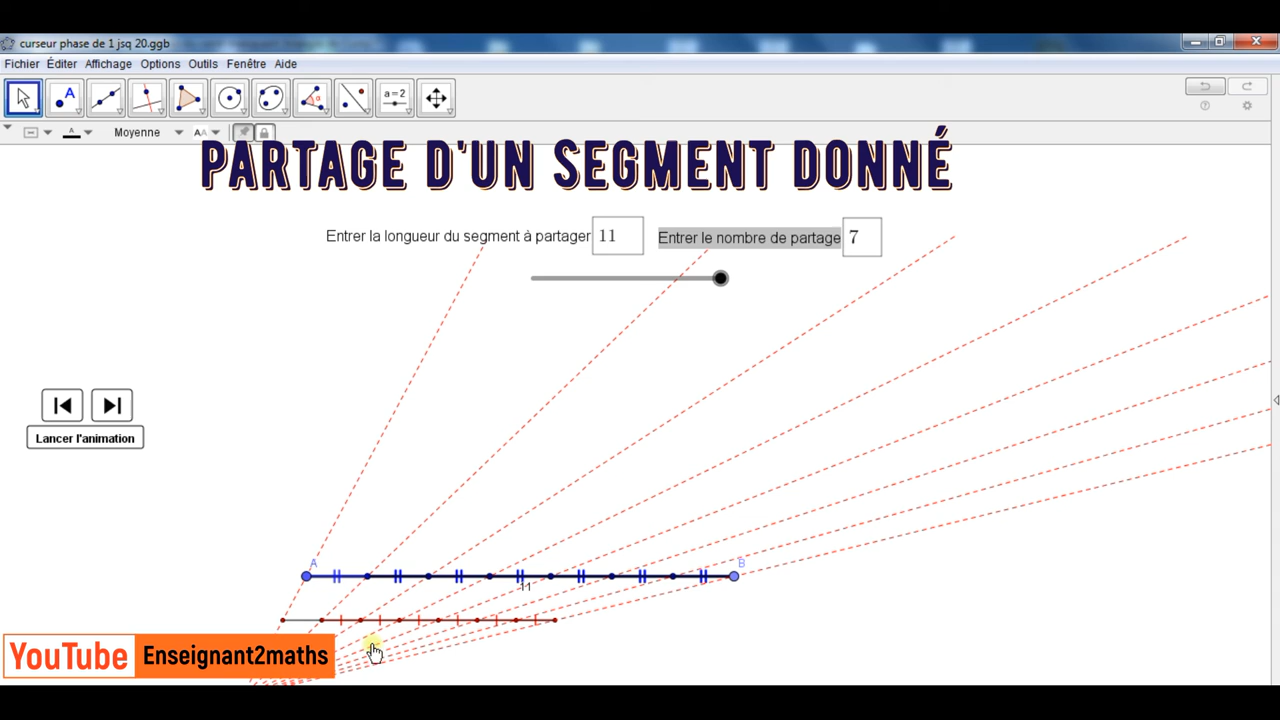 curseur phase de 1 jsq 20.ggb
Fichier Éditer Affichage Options Outils Fenêtre Aide
A
α
a=2
A Moyenne AA
PARTAGE D'UN SEGMENT DONNÉ
Entrer la longueur du segment à partager 11 Entrer le nombre de partage 7
Lancer l'animation
A B
11
YouTube Enseignant2maths